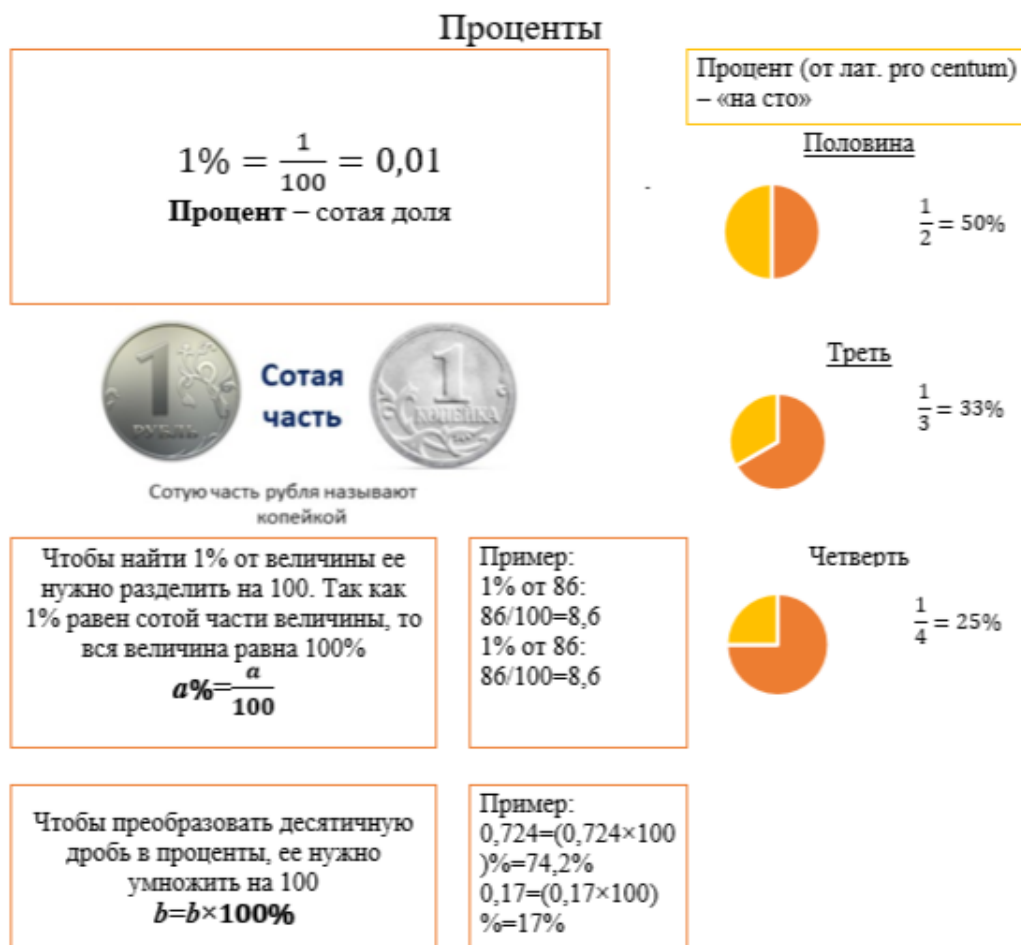 Проценты
1% = 1/100 = 0,01
Процент – сотая доля
Процент (от лат. pro centum)
– «на сто»
Половина
1/2 = 50%
1
РУБЛЬ
Сотая
часть
1
КОПЕЙКА
Сотую часть рубля называют
копейкой
Треть
1/3 = 33%
Чтобы найти 1% от величины ее
нужно разделить на 100. Так как
1% равен сотой части величины, то
вся величина равна 100%
a%=a/100
Пример:
1% от 86:
86/100=8,6
1% от 86:
86/100=8,6
Четверть
1/4 = 25%
Чтобы преобразовать десятичную
дробь в проценты, ее нужно
умножить на 100
b=b×100%
Пример:
0,724=(0,724×100
)%=74,2%
0,17=(0,17×100)
%=17%